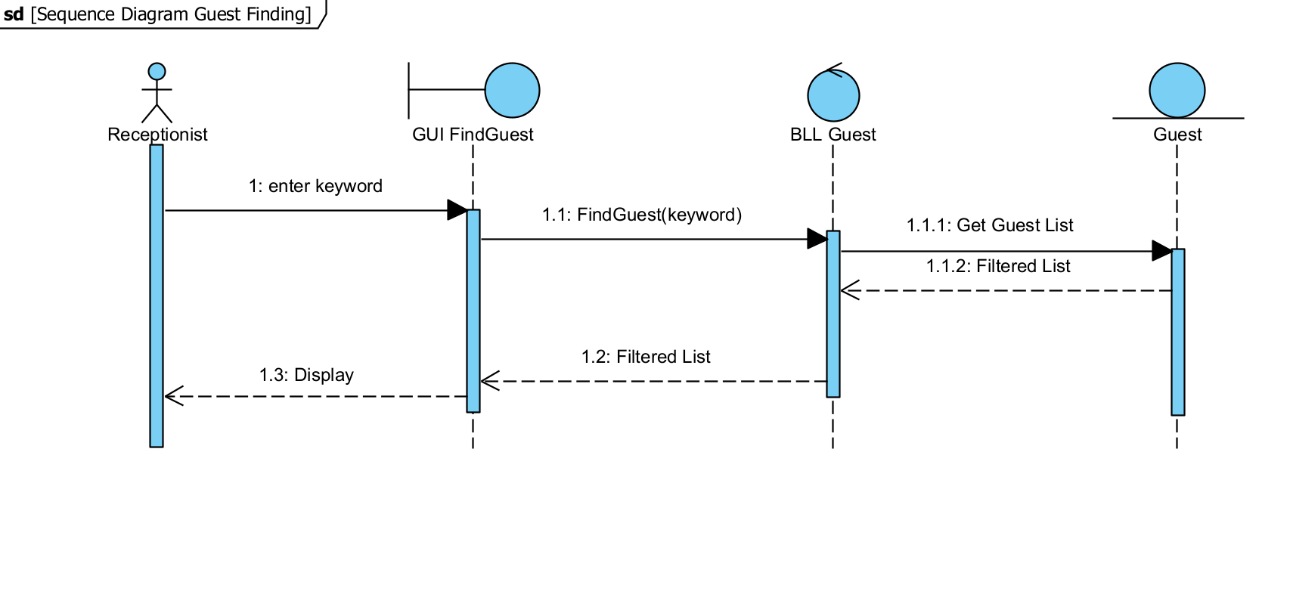 sd [Sequence Diagram Guest Finding]
Receptionist
GUI FindGuest
BLL Guest
Guest
1: enter keyword
1.1: FindGuest(keyword)
1.1.1: Get Guest List
1.1.2: Filtered List
1.2: Filtered List
1.3: Display